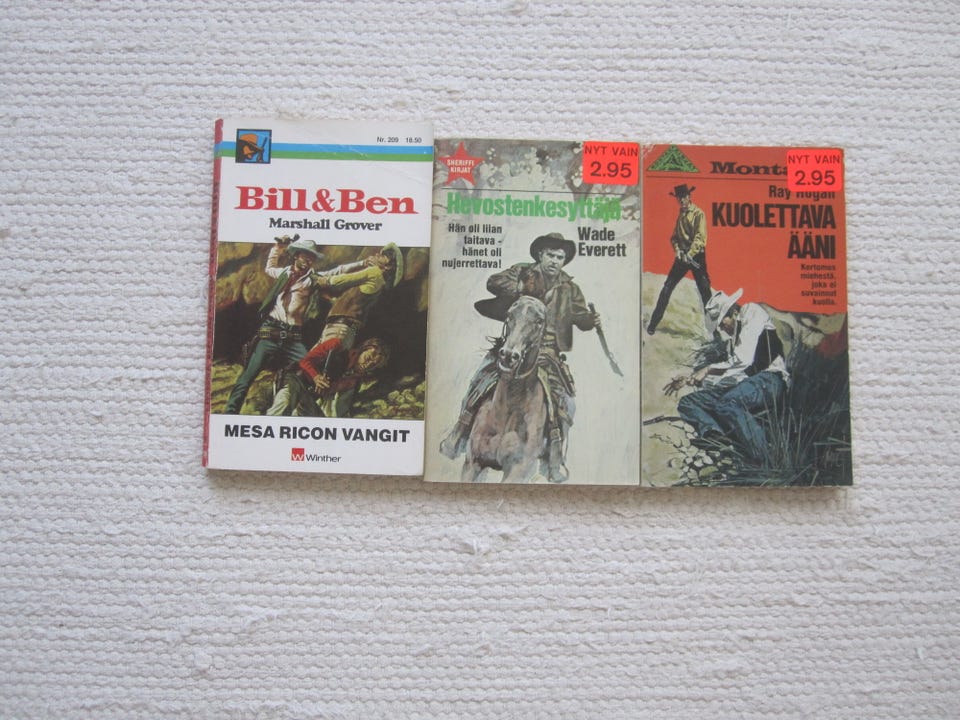 Nr. 209 18.50
Bill & Ben
Marshall Grover
MESA RICON VANGIT
W Winther
SHERIFFI
KIRJAT
NYT VAIN
2.95
Hevostenkesyttäjä
Hän oli liian
taitava -
hänet oli
nujerrettava!
Wade
Everett
NYT VAIN
2.95
Ray Hogan
KUOLETTAVA
ÄÄNI
Kertomus
miehestä,
joka ei
suvainnut
kuolla.